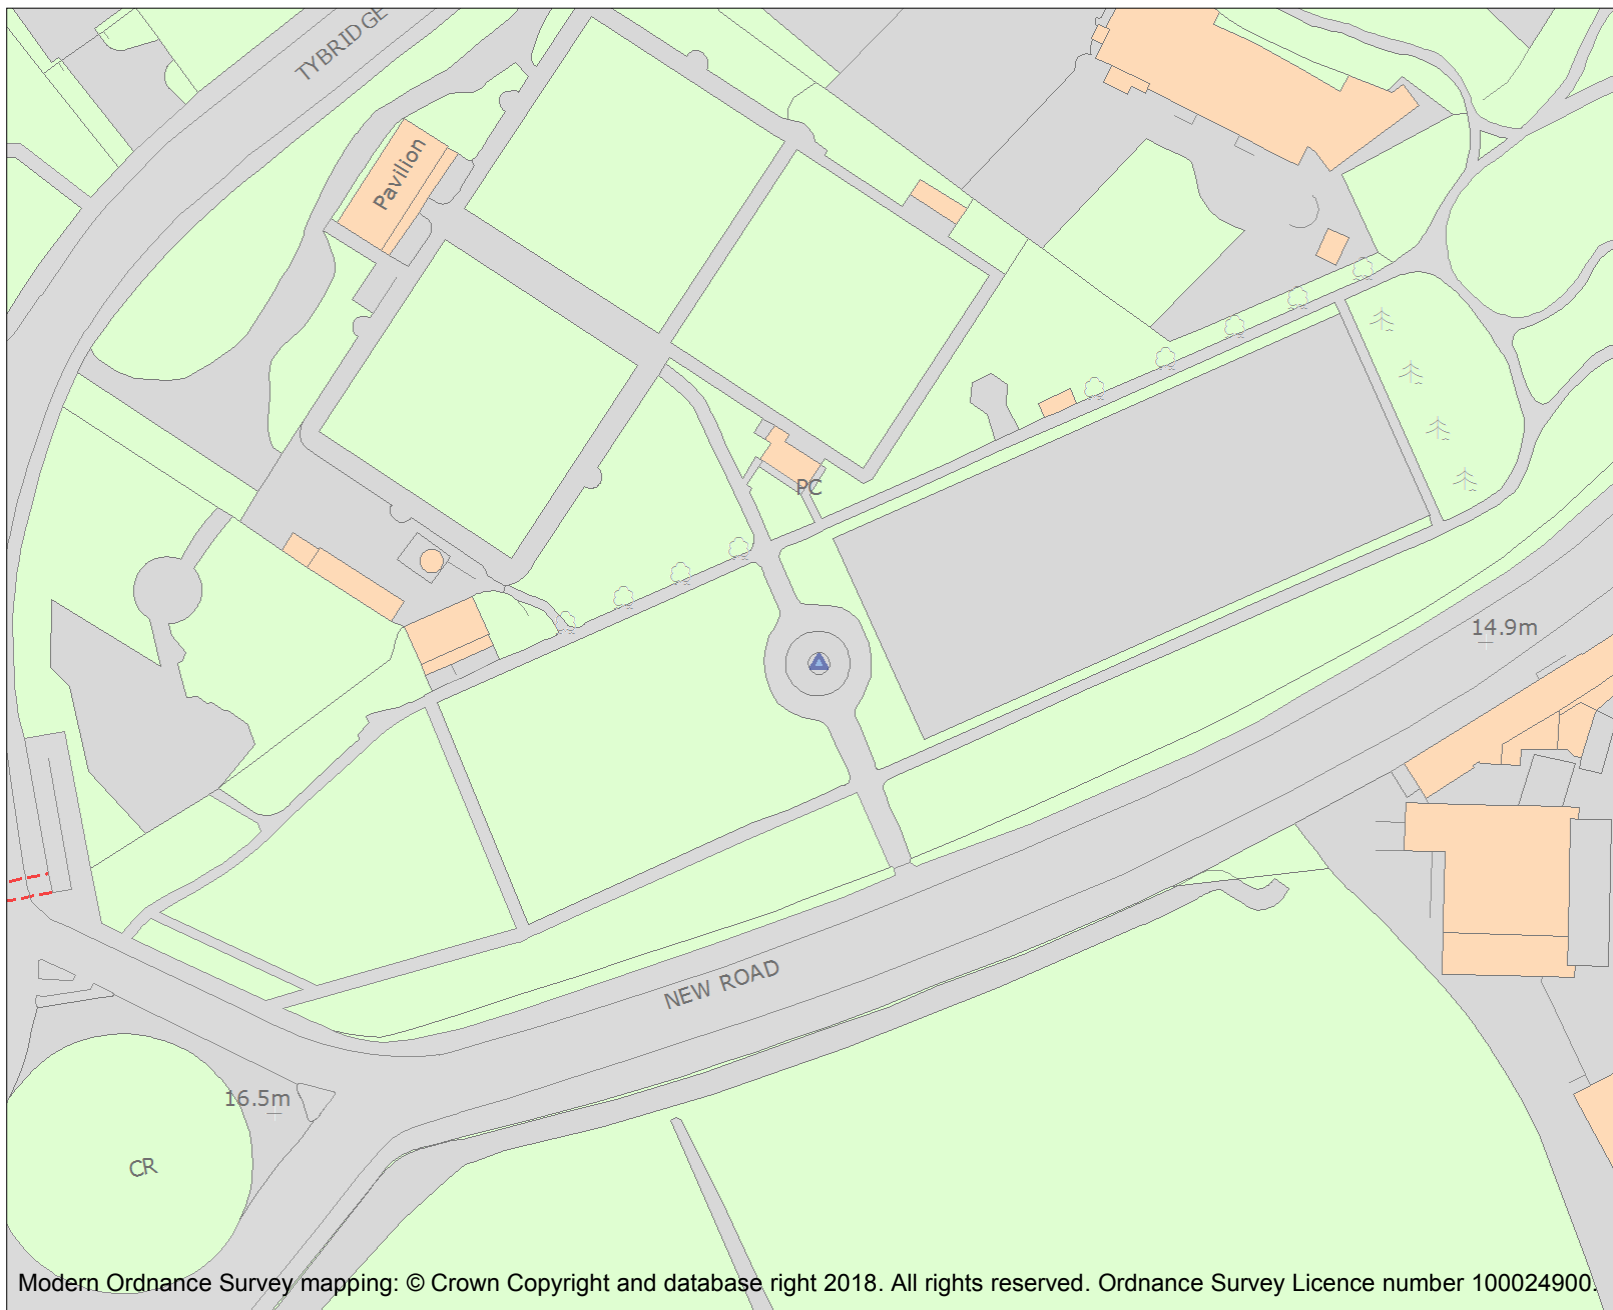 TYBRIDGE
Pavilion
PC
14.9m
NEW ROAD
16.5m
CR
Modern Ordnance Survey mapping: © Crown Copyright and database right 2018. All rights reserved. Ordnance Survey Licence number 100024900.